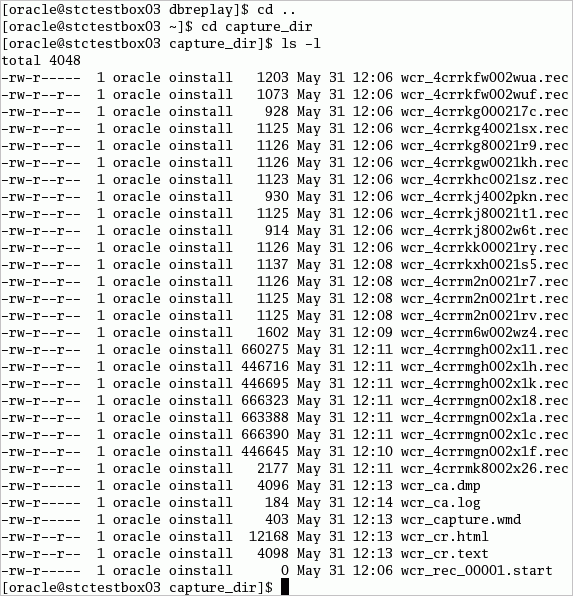 [oracle@stctestbox03 dbreplay]$ cd ..
[oracle@stctestbox03 ~]$ cd capture_dir
[oracle@stctestbox03 capture_dir]$ ls -l
total 4048
-rw-r----- 1 oracle oinstall 1203 May 31 12:06 wcr_4crrkfw002wua.rec
-rw-r--r-- 1 oracle oinstall 1073 May 31 12:06 wcr_4crrkfw002wuf.rec
-rw-r--r-- 1 oracle oinstall 928 May 31 12:06 wcr_4crrkg000217c.rec
-rw-r--r-- 1 oracle oinstall 1125 May 31 12:06 wcr_4crrkg40021sx.rec
-rw-r--r-- 1 oracle oinstall 1126 May 31 12:06 wcr_4crrkg80021r9.rec
-rw-r--r-- 1 oracle oinstall 1126 May 31 12:06 wcr_4crrkgw0021kh.rec
-rw-r--r-- 1 oracle oinstall 1123 May 31 12:06 wcr_4crrkhc0021sz.rec
-rw-r--r-- 1 oracle oinstall 930 May 31 12:06 wcr_4crrkj4002pkn.rec
-rw-r--r-- 1 oracle oinstall 1125 May 31 12:06 wcr_4crrkj80021t1.rec
-rw-r--r-- 1 oracle oinstall 914 May 31 12:06 wcr_4crrkj8002w6t.rec
-rw-r--r-- 1 oracle oinstall 1126 May 31 12:06 wcr_4crrkk00021ry.rec
-rw-r--r-- 1 oracle oinstall 1137 May 31 12:08 wcr_4crrkxh0021s5.rec
-rw-r--r-- 1 oracle oinstall 1126 May 31 12:08 wcr_4crrm2n0021r7.rec
-rw-r--r-- 1 oracle oinstall 1125 May 31 12:08 wcr_4crrm2n0021rt.rec
-rw-r--r-- 1 oracle oinstall 1125 May 31 12:08 wcr_4crrm2n0021rv.rec
-rw-r----- 1 oracle oinstall 1602 May 31 12:09 wcr_4crrm6w002wz4.rec
-rw-r--r-- 1 oracle oinstall 660275 May 31 12:11 wcr_4crrmgh002x11.rec
-rw-r--r-- 1 oracle oinstall 446716 May 31 12:11 wcr_4crrmgh002x1h.rec
-rw-r--r-- 1 oracle oinstall 446695 May 31 12:11 wcr_4crrmgh002x1k.rec
-rw-r--r-- 1 oracle oinstall 666323 May 31 12:11 wcr_4crrmgn002x18.rec
-rw-r--r-- 1 oracle oinstall 663388 May 31 12:11 wcr_4crrmgn002x1a.rec
-rw-r--r-- 1 oracle oinstall 666390 May 31 12:11 wcr_4crrmgn002x1c.rec
-rw-r--r-- 1 oracle oinstall 446645 May 31 12:10 wcr_4crrmgn002x1f.rec
-rw-r--r-- 1 oracle oinstall 2177 May 31 12:11 wcr_4crrmk8002x26.rec
-rw-r----- 1 oracle oinstall 4096 May 31 12:13 wcr_ca.dmp
-rw-r----- 1 oracle oinstall 184 May 31 12:14 wcr_ca.log
-rw-r----- 1 oracle oinstall 403 May 31 12:13 wcr_capture.wmd
-rw-r--r-- 1 oracle oinstall 12168 May 31 12:13 wcr_cr.html
-rw-r--r-- 1 oracle oinstall 4098 May 31 12:13 wcr_cr.text
-rw-r--r-- 1 oracle oinstall 0 May 31 12:06 wcr_rec_00001.start
[oracle@stctestbox03 capture_dir]$